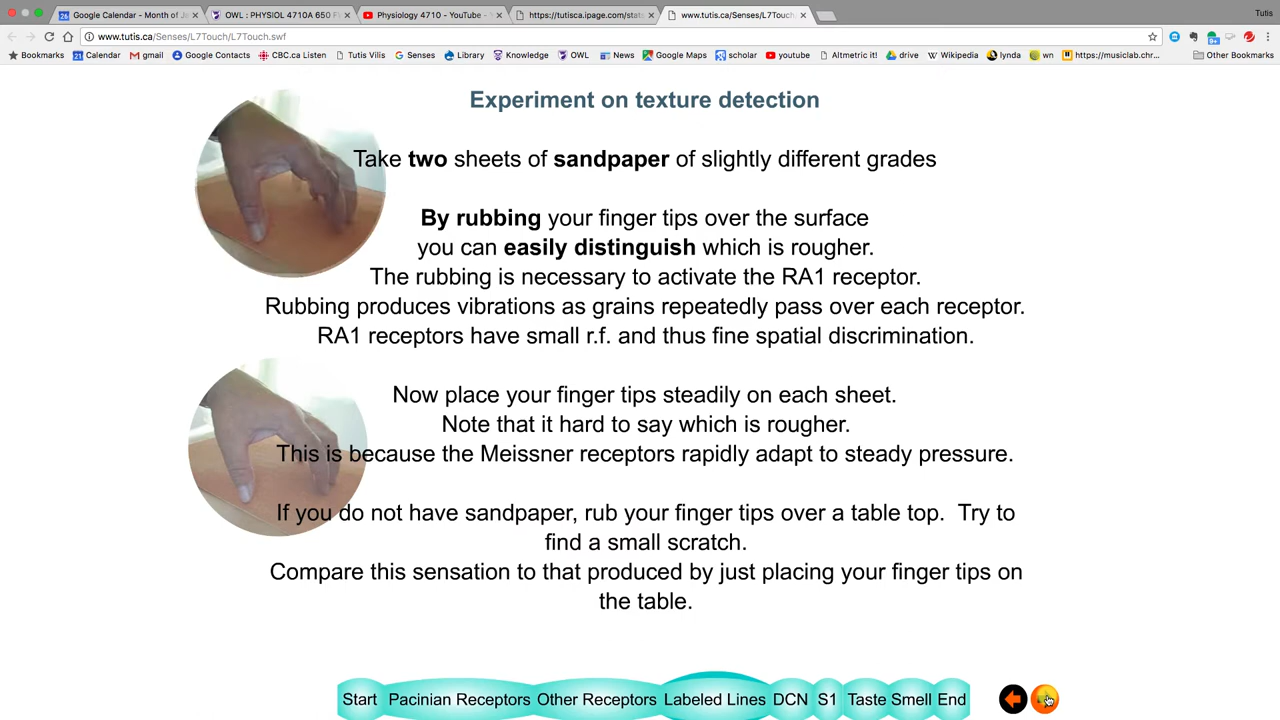 Google Calendar - Month of J
OWL : PHYSIOL 4710A 650 F
Physiology 4710 - YouTube -
https://tutisca.ipage.com/stat
www.tutis.ca/Senses/L7Touch/
Tutis
www.tutis.ca/Senses/L7Touch/L7Touch.swf
Bookmarks Calendar gmail Google Contacts CBC.ca Listen Tutis Vilis Senses Library Knowledge OWL News Google Maps scholar youtube Altmetric it! drive Wikipedia lynda wn https://musiclab.chr... Other Bookmarks
Experiment on texture detection
Take two sheets of sandpaper of slightly different grades
By rubbing your finger tips over the surface
you can easily distinguish which is rougher.
The rubbing is necessary to activate the RA1 receptor.
Rubbing produces vibrations as grains repeatedly pass over each receptor.
RA1 receptors have small r.f. and thus fine spatial discrimination.
Now place your finger tips steadily on each sheet.
Note that it hard to say which is rougher.
This is because the Meissner receptors rapidly adapt to steady pressure.
If you do not have sandpaper, rub your finger tips over a table top. Try to
find a small scratch.
Compare this sensation to that produced by just placing your finger tips on
the table.
Start Pacinian Receptors Other Receptors Labeled Lines DCN S1 Taste Smell End